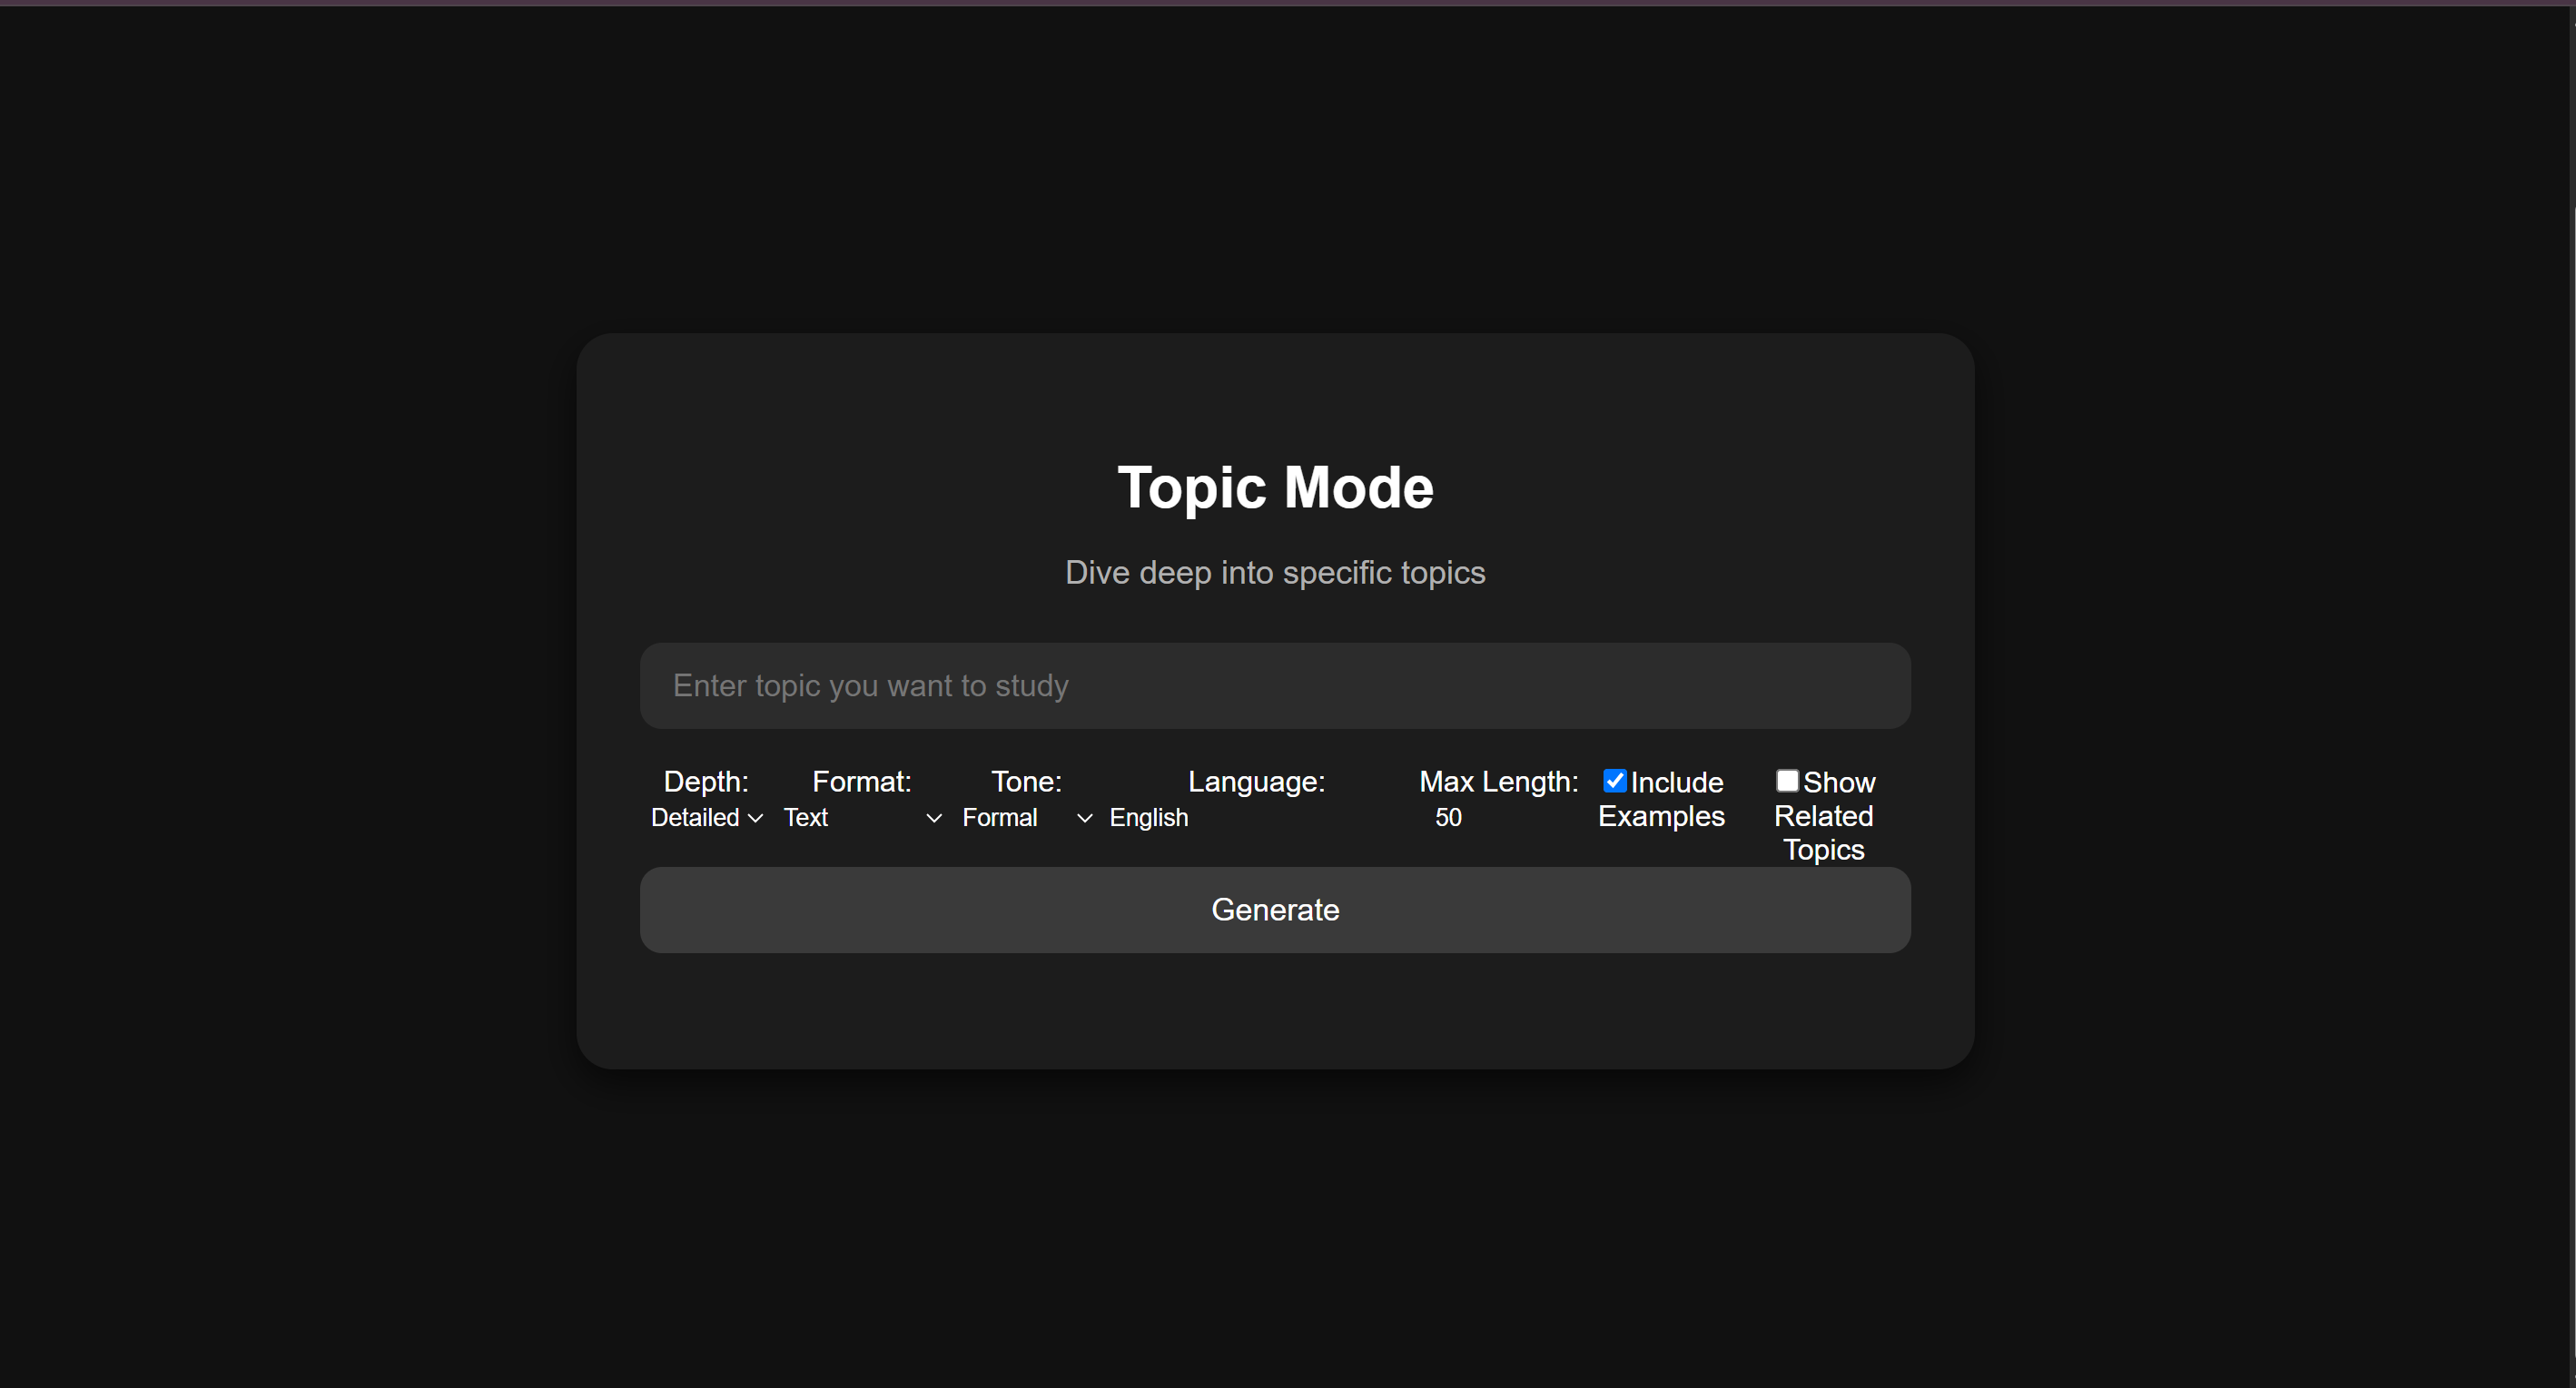 Topic Mode
Dive deep into specific topics
Enter topic you want to study
Depth: Format: Tone: Language: Max Length: Include Show
Detailed Text Formal English 50 Examples Related
Topics
Generate